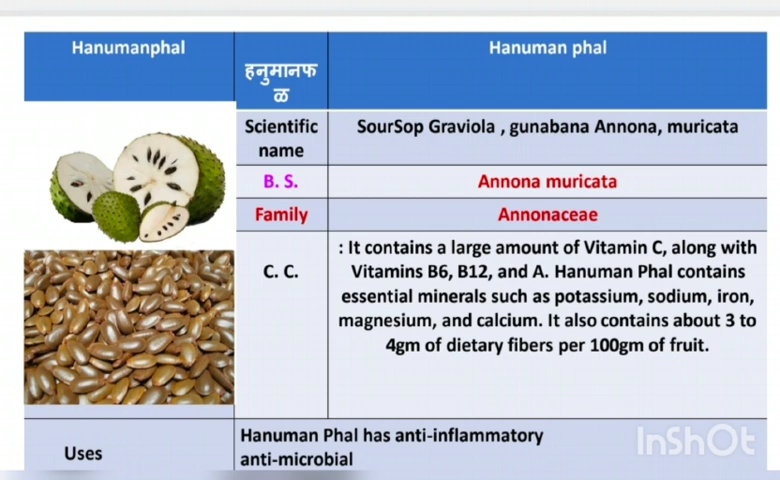 Hanumanphal
हनुमानफ
ळ
Hanuman phal
Scientific
name
SourSop Graviola , gunabana Annona, muricata
B. S.
Annona muricata
Family
Annonaceae
C. C.
: It contains a large amount of Vitamin C, along with
Vitamins B6, B12, and A. Hanuman Phal contains
essential minerals such as potassium, sodium, iron,
magnesium, and calcium. It also contains about 3 to
4gm of dietary fibers per 100gm of fruit.
Uses
Hanuman Phal has anti-inflammatory
anti-microbial
InShOt